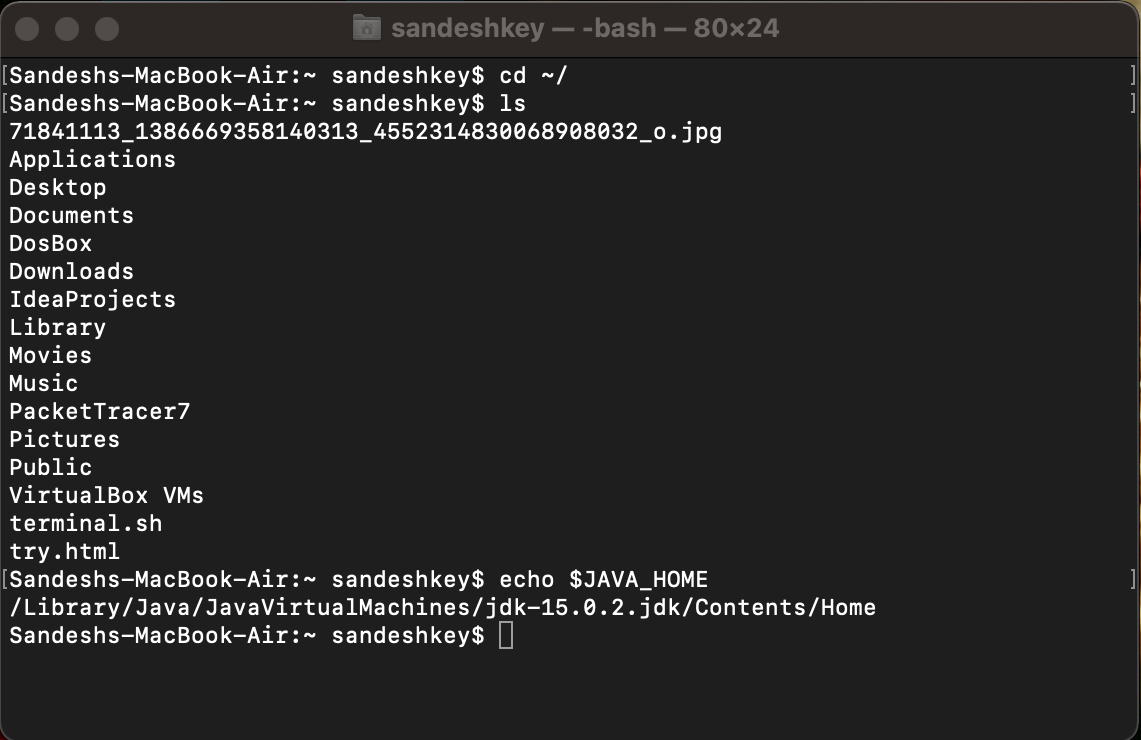 sandeshkey — -bash — 80×24
[Sandeshs-MacBook-Air:~ sandeshkey$ cd ~/ ]
[Sandeshs-MacBook-Air:~ sandeshkey$ ls ]
71841113_1386669358140313_4552314830068908032_o.jpg
Applications
Desktop
Documents
DosBox
Downloads
IdeaProjects
Library
Movies
Music
PacketTracer7
Pictures
Public
VirtualBox VMs
terminal.sh
try.html
[Sandeshs-MacBook-Air:~ sandeshkey$ echo $JAVA_HOME ]
/Library/Java/JavaVirtualMachines/jdk-15.0.2.jdk/Contents/Home
Sandeshs-MacBook-Air:~ sandeshkey$